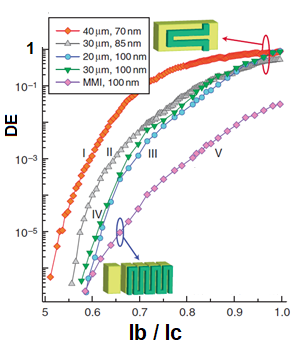 40 μm, 70 nm
30 μm, 85 nm
20 μm, 100 nm
30 μm, 100 nm
MMI, 100 nm
DE
1
10⁻¹
10⁻³
10⁻⁵
I
II
III
IV
V
5
0.6
0.7
0.8
0.9
1.0
Ib / Ic